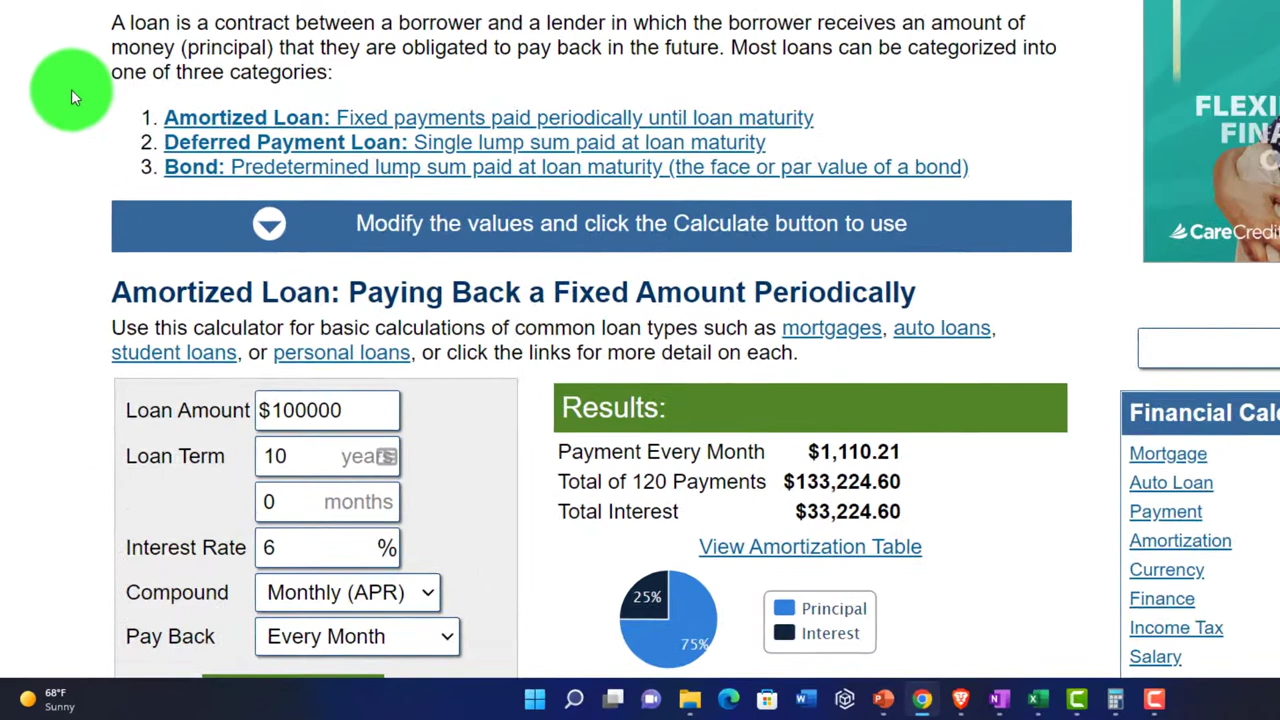 A loan is a contract between a borrower and a lender in which the borrower receives an amount of
money (principal) that they are obligated to pay back in the future. Most loans can be categorized into
one of three categories:
1. Amortized Loan: Fixed payments paid periodically until loan maturity
2. Deferred Payment Loan: Single lump sum paid at loan maturity
3. Bond: Predetermined lump sum paid at loan maturity (the face or par value of a bond)
Modify the values and click the Calculate button to use
Amortized Loan: Paying Back a Fixed Amount Periodically
Use this calculator for basic calculations of common loan types such as mortgages, auto loans,
student loans, or personal loans, or click the links for more detail on each.
Loan Amount $100000
Loan Term 10 years
0 months
Interest Rate 6 %
Compound Monthly (APR)
Pay Back Every Month
Results:
Payment Every Month $1,110.21
Total of 120 Payments $133,224.60
Total Interest $33,224.60
View Amortization Table
25%
75%
Principal
Interest
FLEXI
FINA
C
CareCredi
Financial Calc
Mortgage
Auto Loan
Payment
Amortization
Currency
Finance
Income Tax
Salary
68°F
Sunny